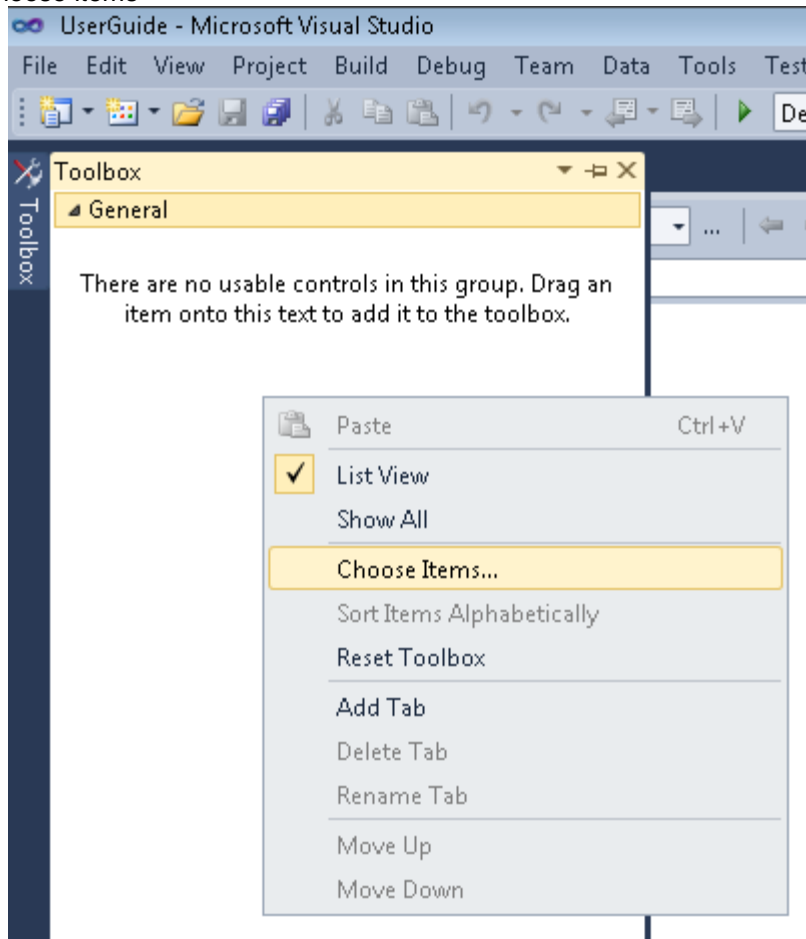 UserGuide - Microsoft Visual Studio
File Edit View Project Build Debug Team Data Tools Test
De
Toolbox
Toolbox
General
...
There are no usable controls in this group. Drag an
item onto this text to add it to the toolbox.
Paste Ctrl+V
List View
Show All
Choose Items...
Sort Items Alphabetically
Reset Toolbox
Add Tab
Delete Tab
Rename Tab
Move Up
Move Down